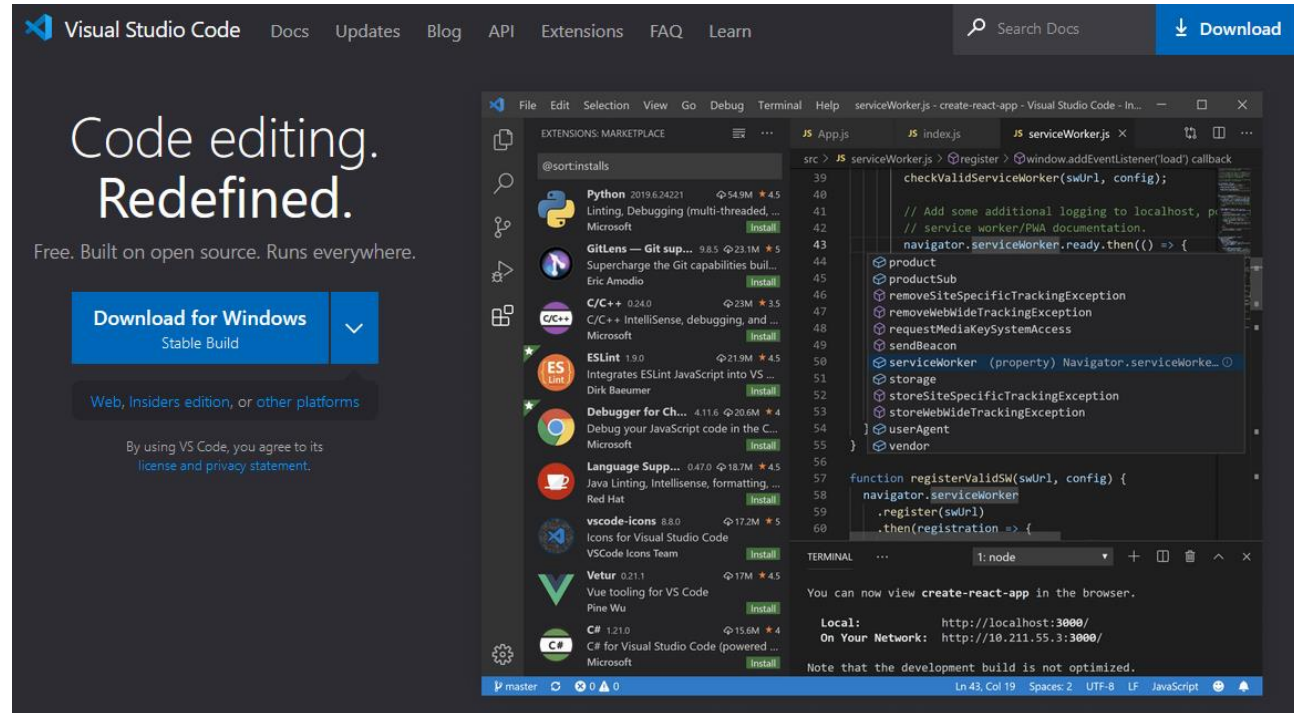 Visual Studio Code Docs Updates Blog API Extensions FAQ Learn Search Docs Download
Code editing.
Redefined.
Free. Built on open source. Runs everywhere.
Download for Windows
Stable Build
Web, Insiders edition, or other platforms
By using VS Code, you agree to its
license and privacy statement.
File Edit Selection View Go Debug Terminal Help serviceWorker.js - create-react-app - Visual Studio Code - In...
EXTENSIONS: MARKETPLACE
@sort:installs
Python 2019.6.24221 54.9M ★ 4.5
Linting, Debugging (multi-threaded, ...
Microsoft Install
GitLens — Git sup... 9.8.5 23.1M ★ 5
Supercharge the Git capabilities buil...
Eric Amodio Install
C/C++ 0.24.0 23M ★ 3.5
C/C++ C/C++ IntelliSense, debugging, and ...
Microsoft Install
ESLint 1.9.0 21.9M ★ 4.5
ES Lint Integrates ESLint JavaScript into VS ...
Dirk Baeumer Install
Debugger for Ch... 4.11.6 20.6M ★ 4
Debug your JavaScript code in the C...
Microsoft Install
Language Supp... 0.47.0 18.7M ★ 4.5
Java Linting, Intellisense, formatting, ...
Red Hat Install
vscode-icons 8.8.0 17.2M ★ 5
Icons for Visual Studio Code
VSCode Icons Team Install
Vetur 0.21.1 17M ★ 4.5
Vue tooling for VS Code
Pine Wu Install
C# 1.21.0 15.6M ★ 4
C# C# for Visual Studio Code (powered ...
Microsoft Install
JS App.js JS index.js JS serviceWorker.js
src > JS serviceWorker.js > register > window.addEventListener('load') callback
39 checkValidServiceWorker(swUrl, config);
40
41 // Add some additional logging to localhost, p
42 // service worker/PWA documentation.
43 navigator.serviceWorker.ready.then(() => {
44 product
45 productSub
46 removeSiteSpecificTrackingException
47 removeWebWideTrackingException
48 requestMediaKeySystemAccess
49 sendBeacon
50 serviceWorker (property) Navigator.serviceWorke...
51 storage
52 storeSiteSpecificTrackingException
53 storeWebWideTrackingException
54 } userAgent
55 } vendor
56
57 function registerValidSW(swUrl, config) {
58 navigator.serviceWorker
59 .register(swUrl)
60 .then(registration => {
TERMINAL ... 1: node
You can now view create-react-app in the browser.
Local: http://localhost:3000/
On Your Network: http://10.211.55.3:3000/
Note that the development build is not optimized.
master 0 0 Ln 43, Col 19 Spaces: 2 UTF-8 LF JavaScript